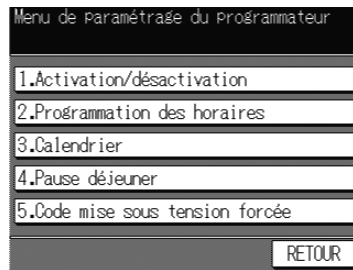 Menu de paramétrage du programmateur
1.Activation/désactivation
2.Programmation des horaires
3.Calendrier
4.Pause déjeuner
5.Code mise sous tension forcée
RETOUR